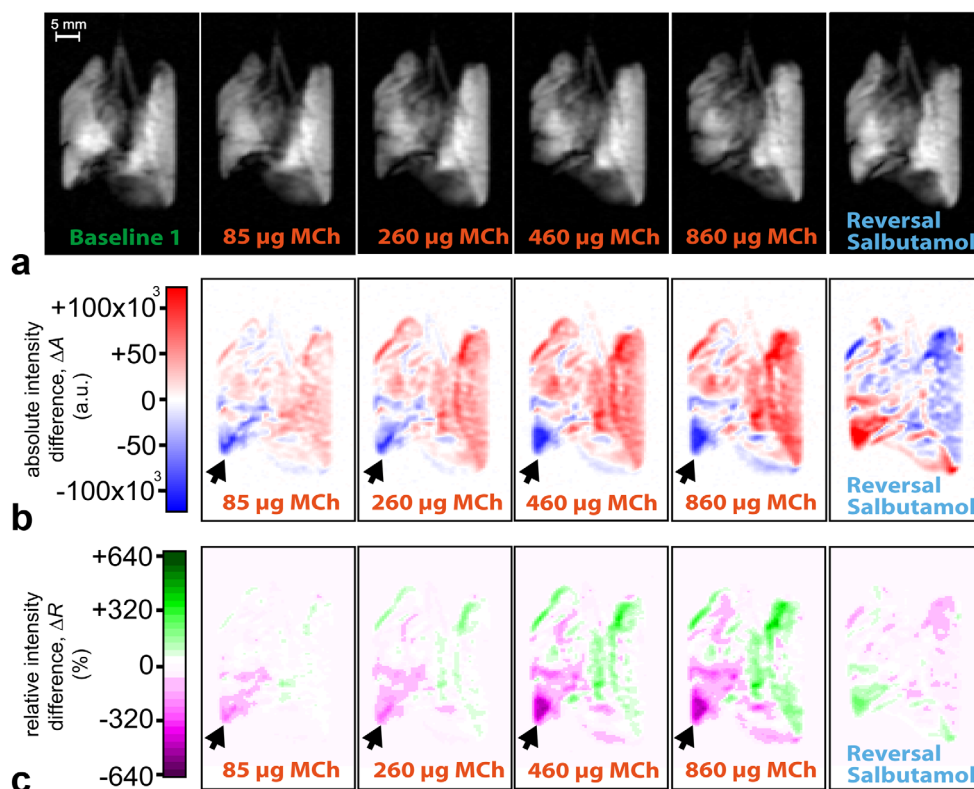 5 mm
Baseline 1
85 µg MCh
260 µg MCh
460 µg MCh
860 µg MCh
Reversal
Salbutamol
a
absolute intensity
difference, ΔA
(a.u.)
+100x10³
+50
0
-50
-100x10³
85 µg MCh
260 µg MCh
460 µg MCh
860 µg MCh
Reversal
Salbutamol
b
relative intensity
difference, ΔR
(%)
+640
+320
0
-320
-640
85 µg MCh
260 µg MCh
460 µg MCh
860 µg MCh
Reversal
Salbutamol
c